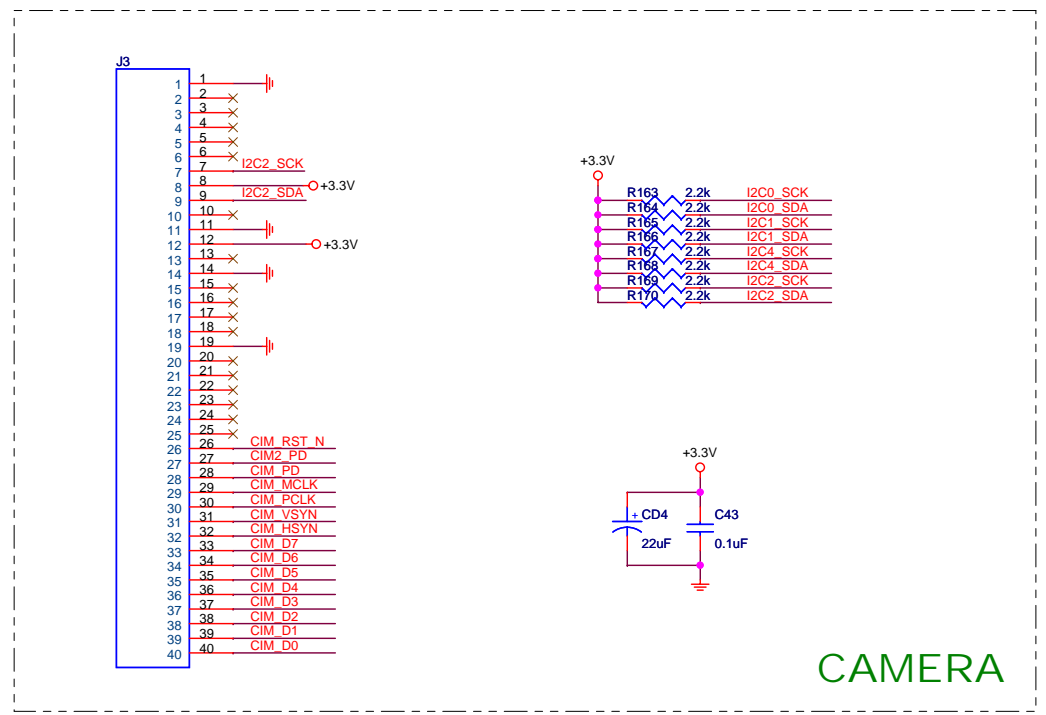 J3
1 1
2 2
3 3
4 4
5 5
6 6
7 7 I2C2_SCK
8 8 +3.3V
9 9 I2C2_SDA
10 10
11 11
12 12 +3.3V
13 13
14 14
15 15
16 16
17 17
18 18
19 19
20 20
21 21
22 22
23 23
24 24
25 25
26 26 CIM_RST_N
27 27 CIM2_PD
28 28 CIM_PD
29 29 CIM_MCLK
30 30 CIM_PCLK
31 31 CIM_VSYN
32 32 CIM_HSYN
33 33 CIM_D7
34 34 CIM_D6
35 35 CIM_D5
36 36 CIM_D4
37 37 CIM_D3
38 38 CIM_D2
39 39 CIM_D1
40 40 CIM_D0
+3.3V
R163 2.2k I2C0_SCK
R164 2.2k I2C0_SDA
R165 2.2k I2C1_SCK
R166 2.2k I2C1_SDA
R167 2.2k I2C4_SCK
R168 2.2k I2C4_SDA
R169 2.2k I2C2_SCK
R170 2.2k I2C2_SDA
+3.3V
+ CD4 C43
22uF 0.1uF
CAMERA